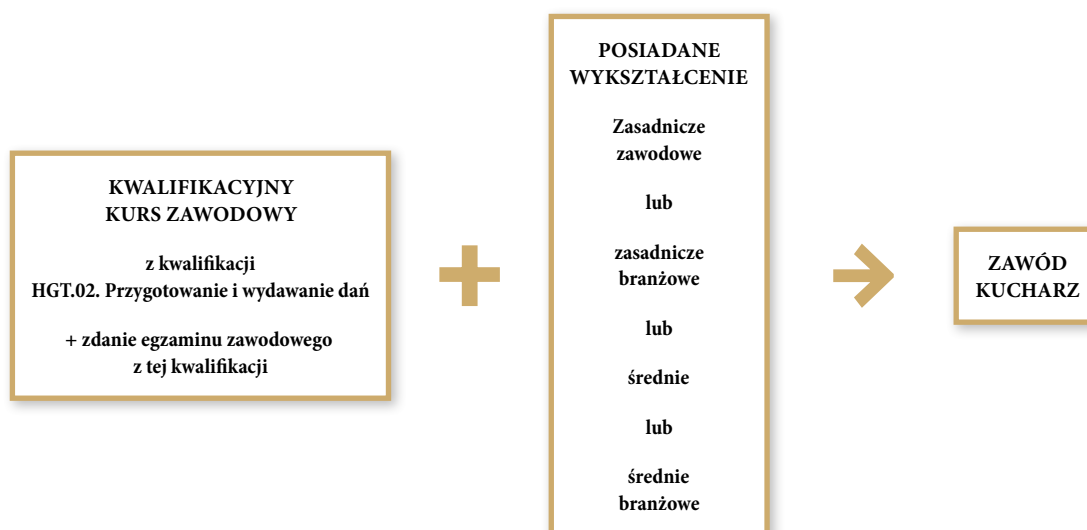 KWALIFIKACYJNY
KURS ZAWODOWY
z kwalifikacji
HGT.02. Przygotowanie i wydawanie dań
+ zdanie egzaminu zawodowego
z tej kwalifikacji
POSIADANE
WYKSZTAŁCENIE
Zasadnicze
zawodowe
lub
zasadnicze
branżowe
lub
średnie
lub
średnie
branżowe
ZAWÓD
KUCHARZ